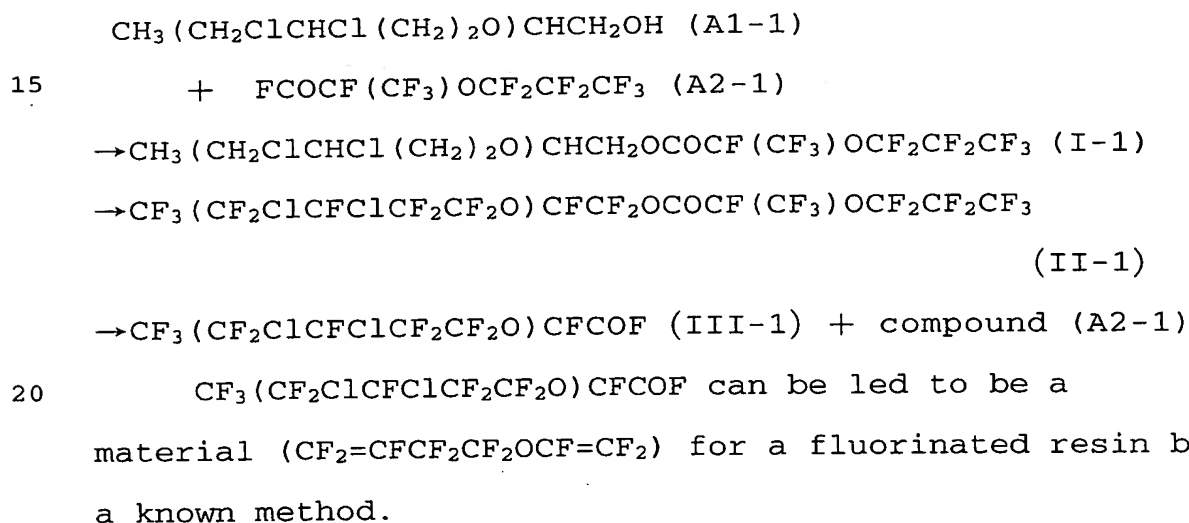 CH₃(CH₂ClCHCl(CH₂)₂O)CHCH₂OH (A1-1)
15 + FCOCF(CF₃)OCF₂CF₂CF₃ (A2-1)
→CH₃(CH₂ClCHCl(CH₂)₂O)CHCH₂OCOCF(CF₃)OCF₂CF₂CF₃ (I-1)
→CF₃(CF₂ClCFClCF₂CF₂O)CFCF₂OCOCF(CF₃)OCF₂CF₂CF₃
(II-1)
→CF₃(CF₂ClCFClCF₂CF₂O)CFCOF (III-1) + compound (A2-1)
20 CF₃(CF₂ClCFClCF₂CF₂O)CFCOF can be led to be a
material (CF₂=CFCF₂CF₂OCF=CF₂) for a fluorinated resin b
a known method.